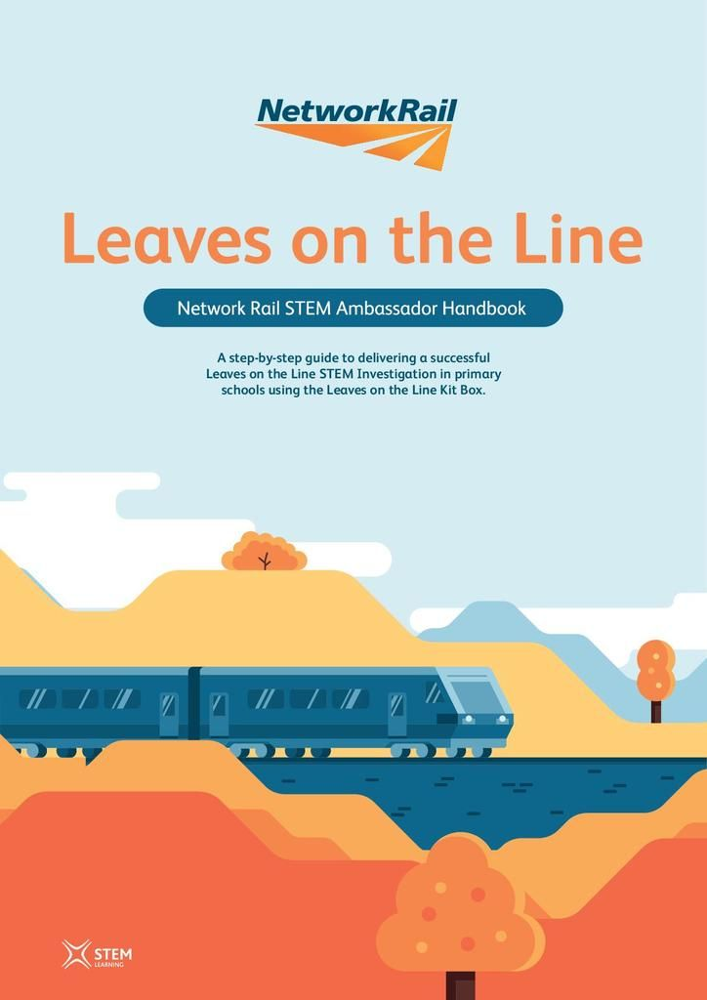 NetworkRail
Leaves on the Line
Network Rail STEM Ambassador Handbook
A step-by-step guide to delivering a successful
Leaves on the Line STEM Investigation in primary
schools using the Leaves on the Line Kit Box.
STEM
LEARNING